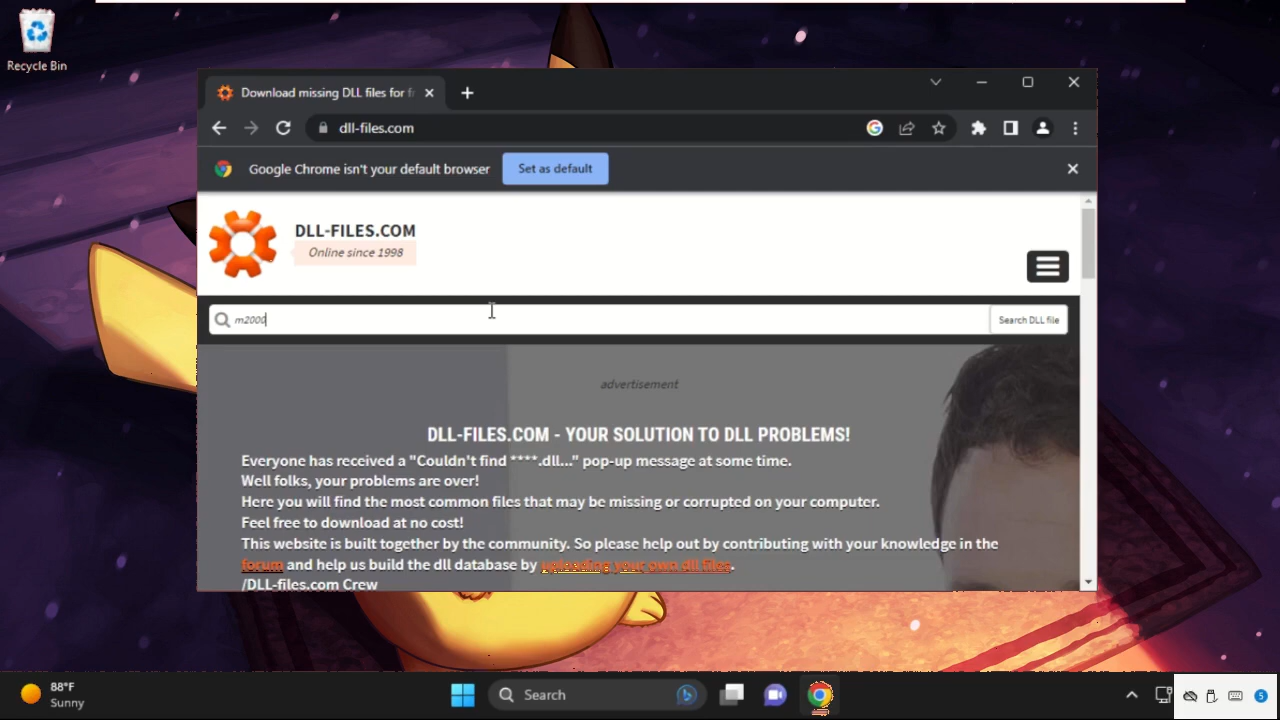 Recycle Bin
Download missing DLL files for fr
dll-files.com
Google Chrome isn't your default browser
Set as default
DLL-FILES.COM
Online since 1998
m2000
Search DLL file
advertisement
DLL-FILES.COM - YOUR SOLUTION TO DLL PROBLEMS!
Everyone has received a "Couldn't find ****.dll..." pop-up message at some time.
Well folks, your problems are over!
Here you will find the most common files that may be missing or corrupted on your computer.
Feel free to download at no cost!
This website is built together by the community. So please help out by contributing with your knowledge in the
forum and help us build the dll database by uploading your own dll files.
/DLL-files.com Crew
88°F
Sunny
Search
5